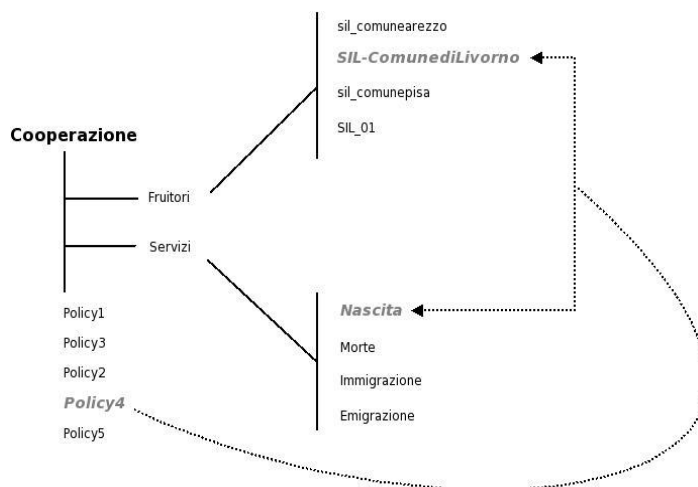 sil_comunearezzo
SIL-ComunediLivorno
sil_comunepisa
SIL_01
Cooperazione
Fruitori
Servizi
Policy1
Policy3
Policy2
Policy4
Policy5
Nascita
Morte
Immigrazione
Emigrazione